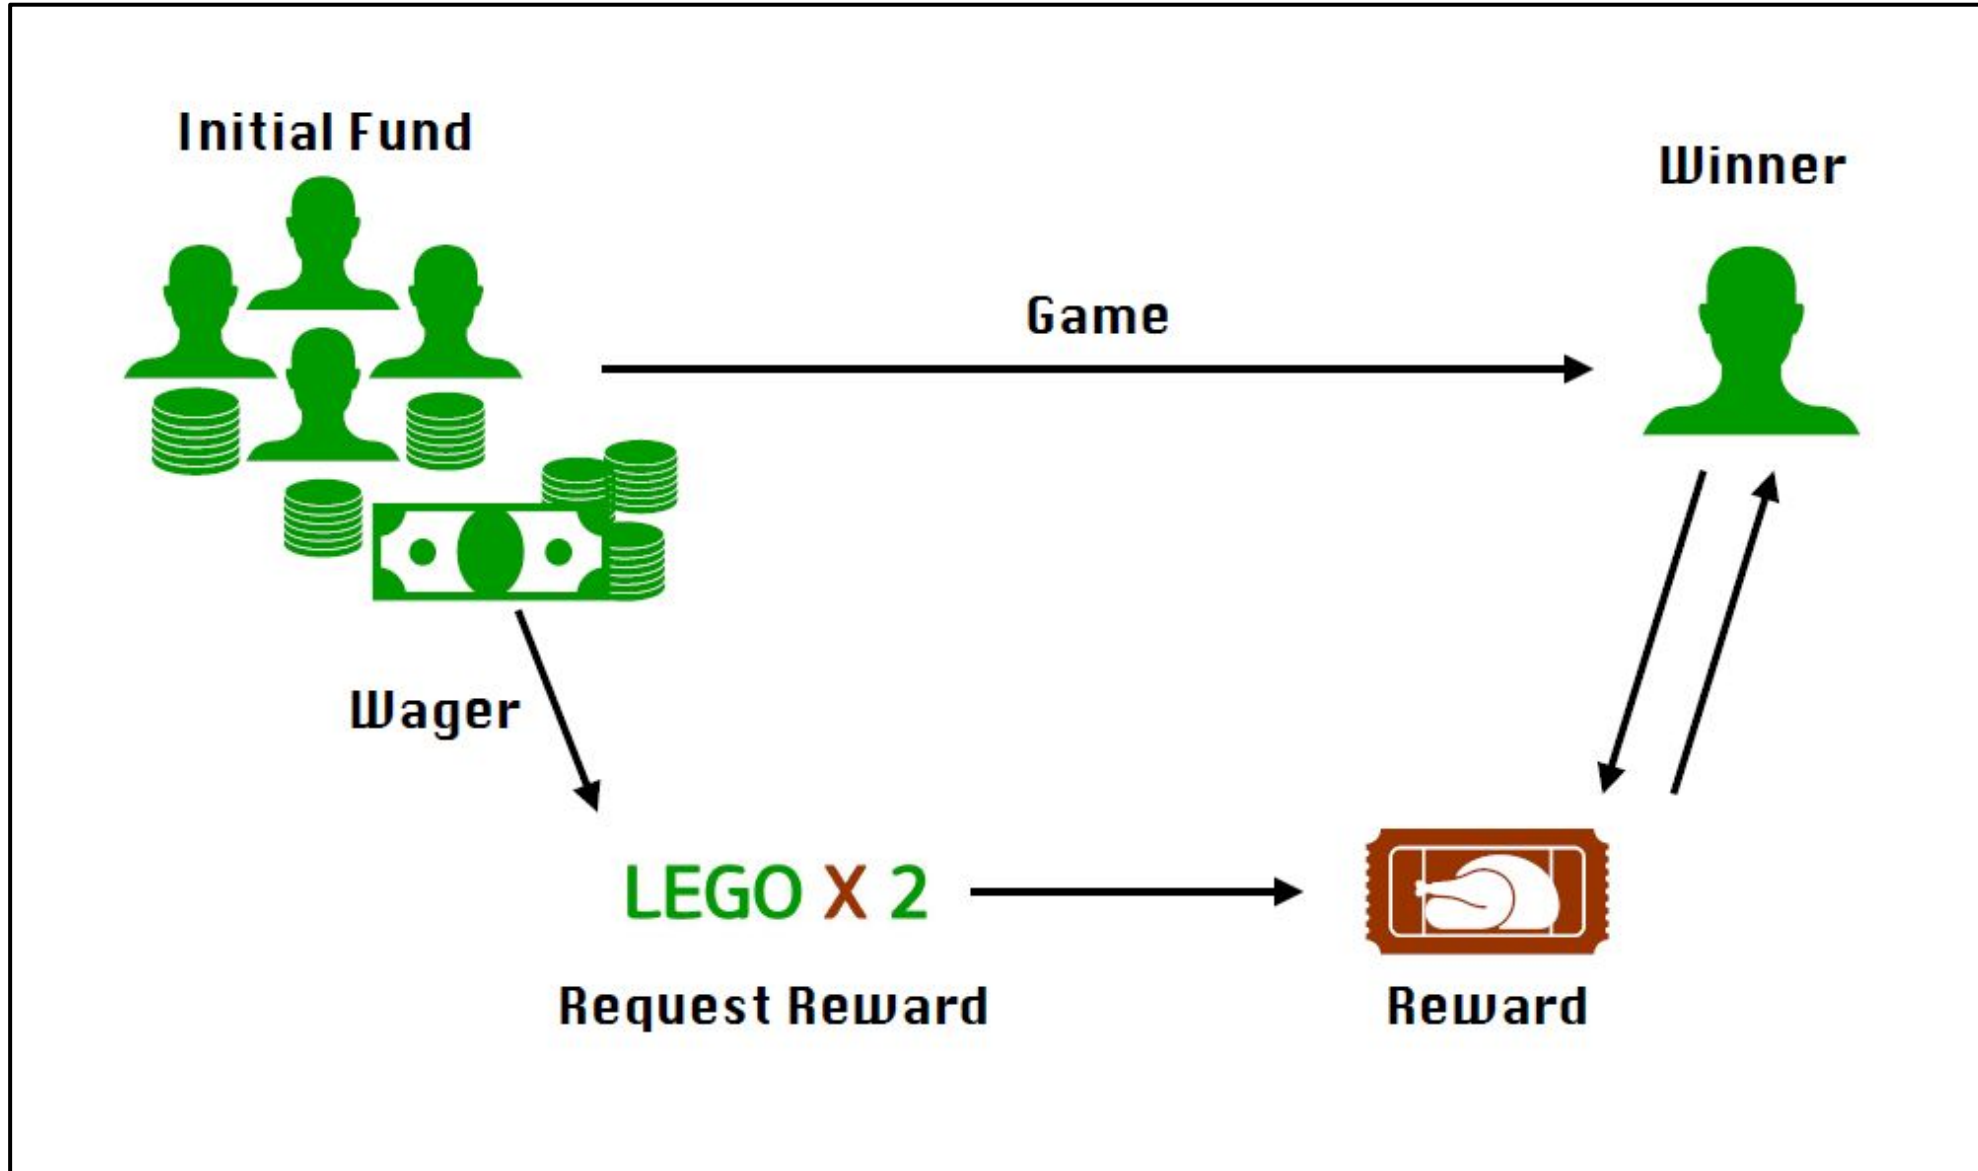 Initial Fund
Winner
Game
Wager
LEGO X 2
Request Reward
Reward